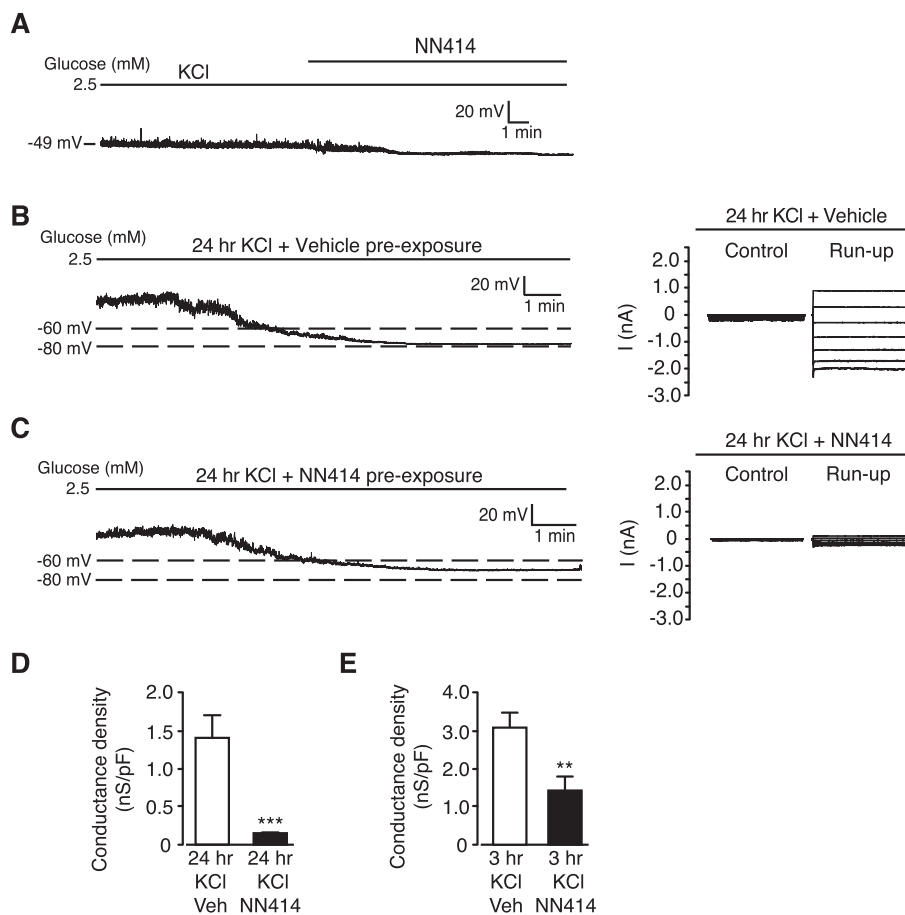 A
NN414
Glucose (mM)
KCl
2.5
20 mV
1 min
-49 mV
B
24 hr KCl + Vehicle
Glucose (mM)
24 hr KCl + Vehicle pre-exposure
Control
Run-up
2.5
2.0
20 mV
1.0
1 min
0
-60 mV
-1.0
-80 mV
-2.0
I (nA)
-3.0
C
24 hr KCl + NN414
Glucose (mM)
24 hr KCl + NN414 pre-exposure
Control
Run-up
2.5
2.0
20 mV
1.0
1 min
0
-60 mV
-1.0
-80 mV
-2.0
I (nA)
-3.0
D
Conductance density
(nS/pF)
2.0
1.5
1.0
0.5
0
***
24 hr
KCl
Veh
24 hr
KCl
NN414
E
Conductance density
(nS/pF)
4.0
3.0
2.0
1.0
0
**
3 hr
KCl
Veh
3 hr
KCl
NN414